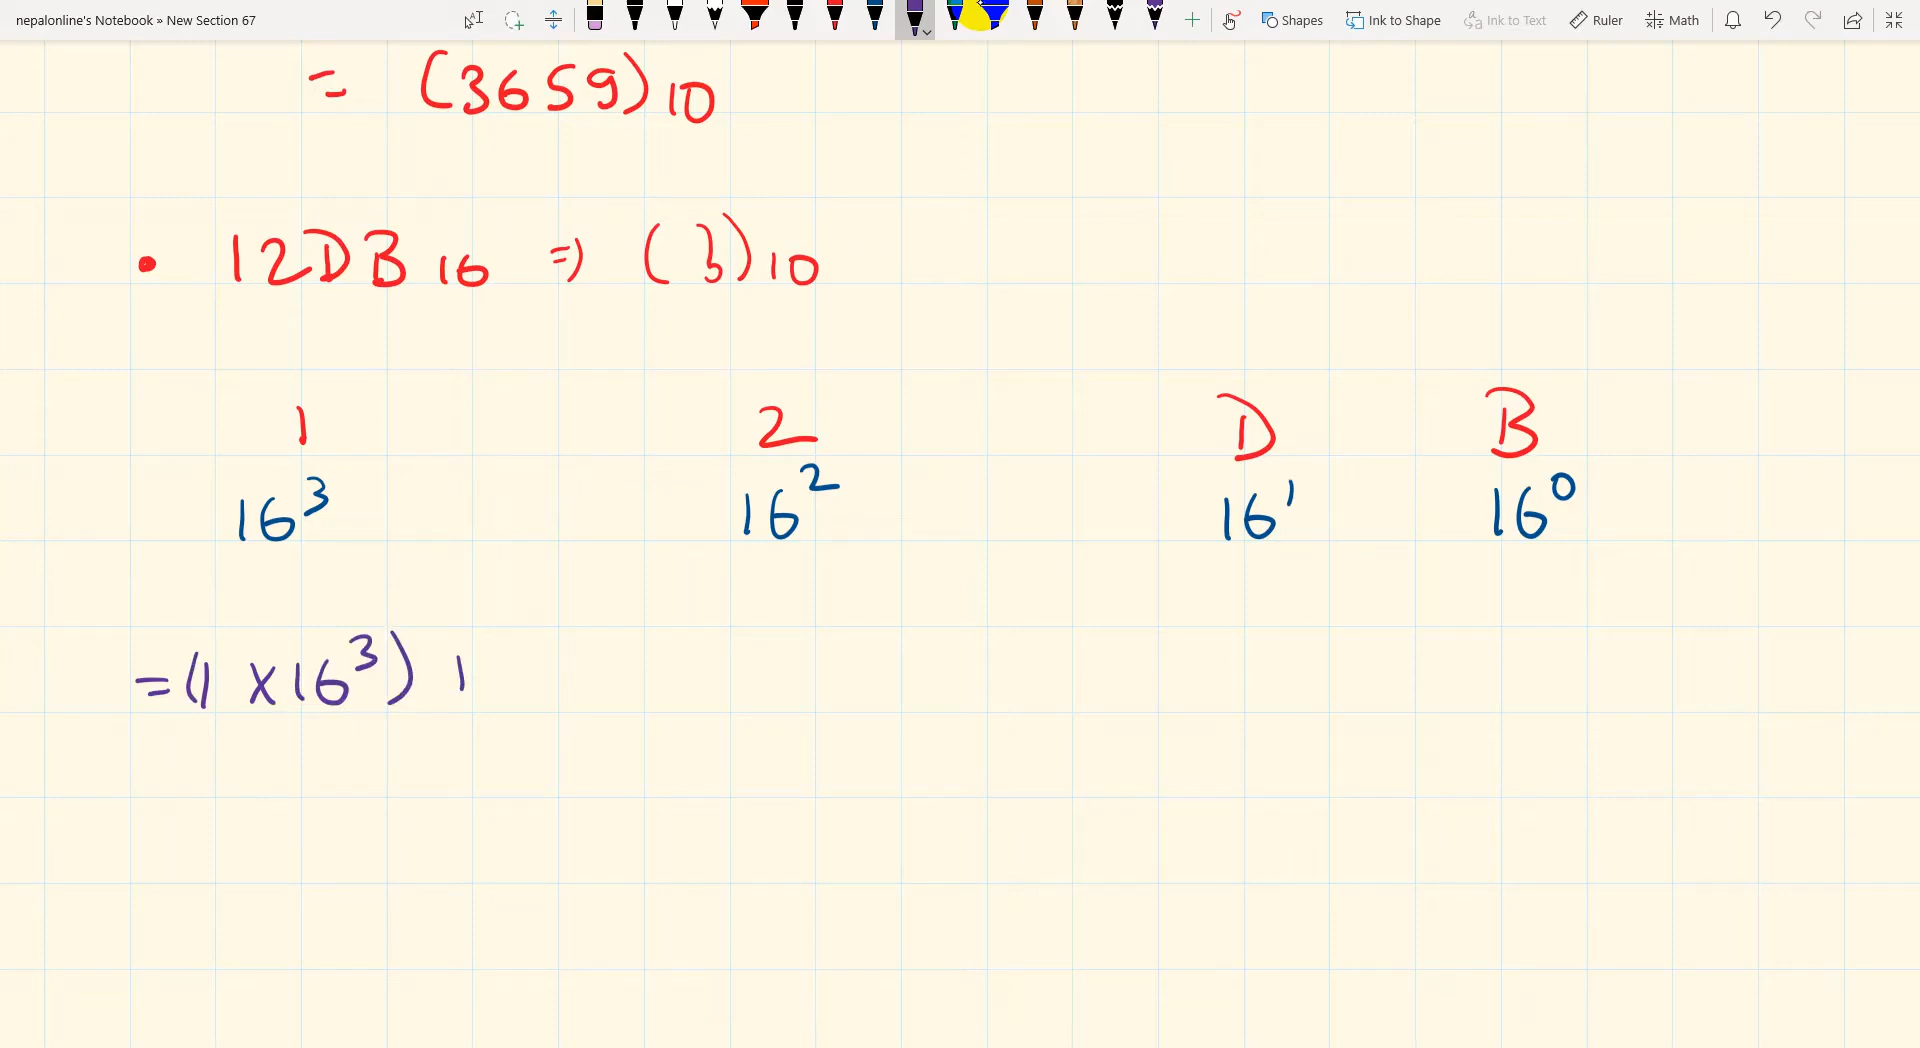 nepalonline's Notebook » New Section 67
Shapes Ink to Shape Ink to Text Ruler Math
= (3659)10
• 12DB16 => ( )10
1 2 D B
16³ 16² 16¹ 16⁰
= (1 x 16³) 1